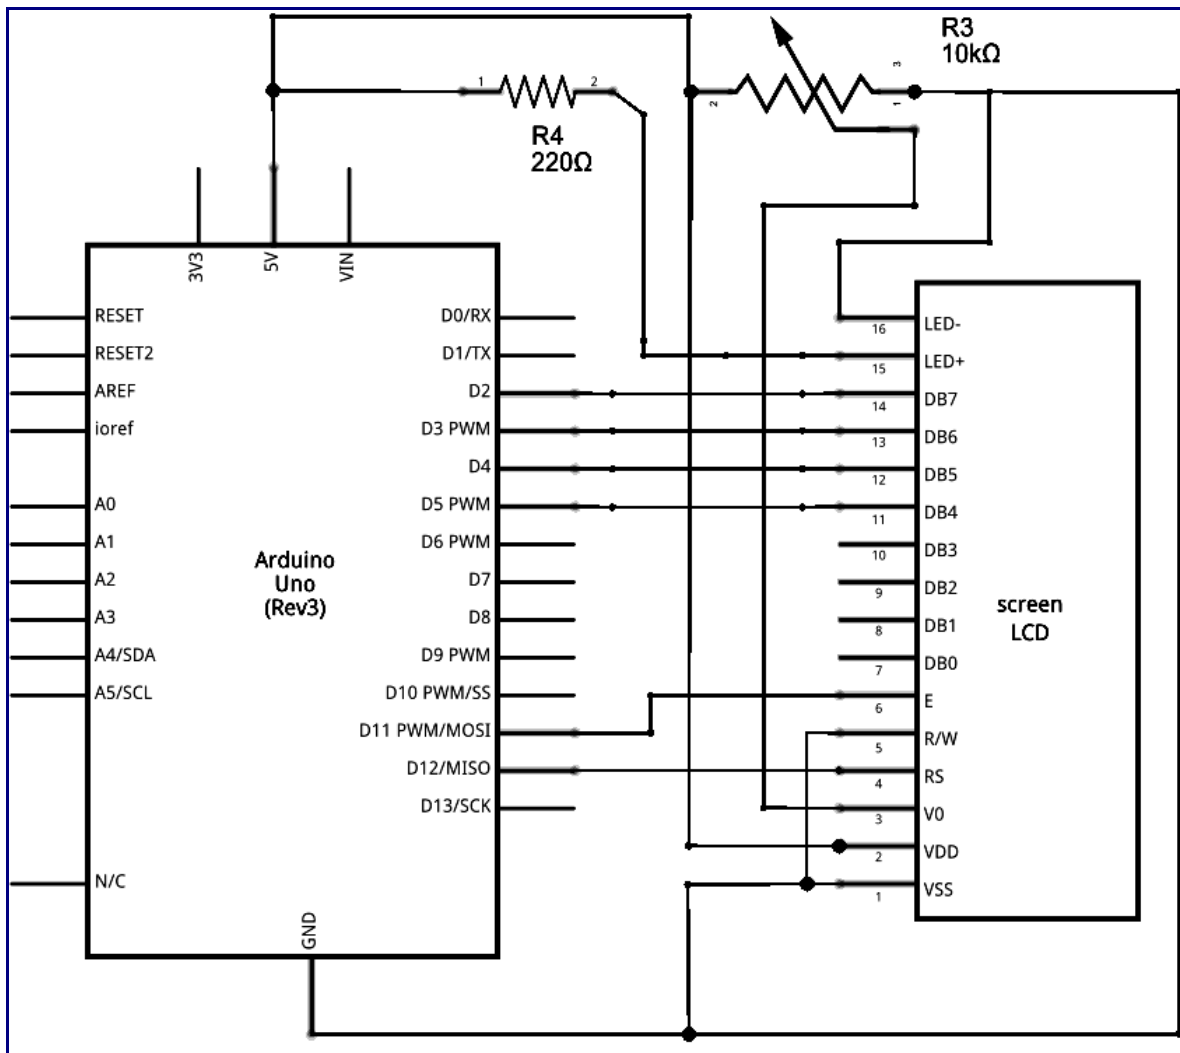 R3
10kΩ
3
1
2
1
2
R4
220Ω
3V3
5V
VIN
RESET
RESET2
AREF
ioref
A0
A1
A2
A3
A4/SDA
A5/SCL
N/C
Arduino
Uno
(Rev3)
GND
D0/RX
D1/TX
D2
D3 PWM
D4
D5 PWM
D6 PWM
D7
D8
D9 PWM
D10 PWM/SS
D11 PWM/MOSI
D12/MISO
D13/SCK
16 LED-
15 LED+
14 DB7
13 DB6
12 DB5
11 DB4
10 DB3
9 DB2
8 DB1
7 DB0
6 E
5 R/W
4 RS
3 V0
2 VDD
1 VSS
screen
LCD